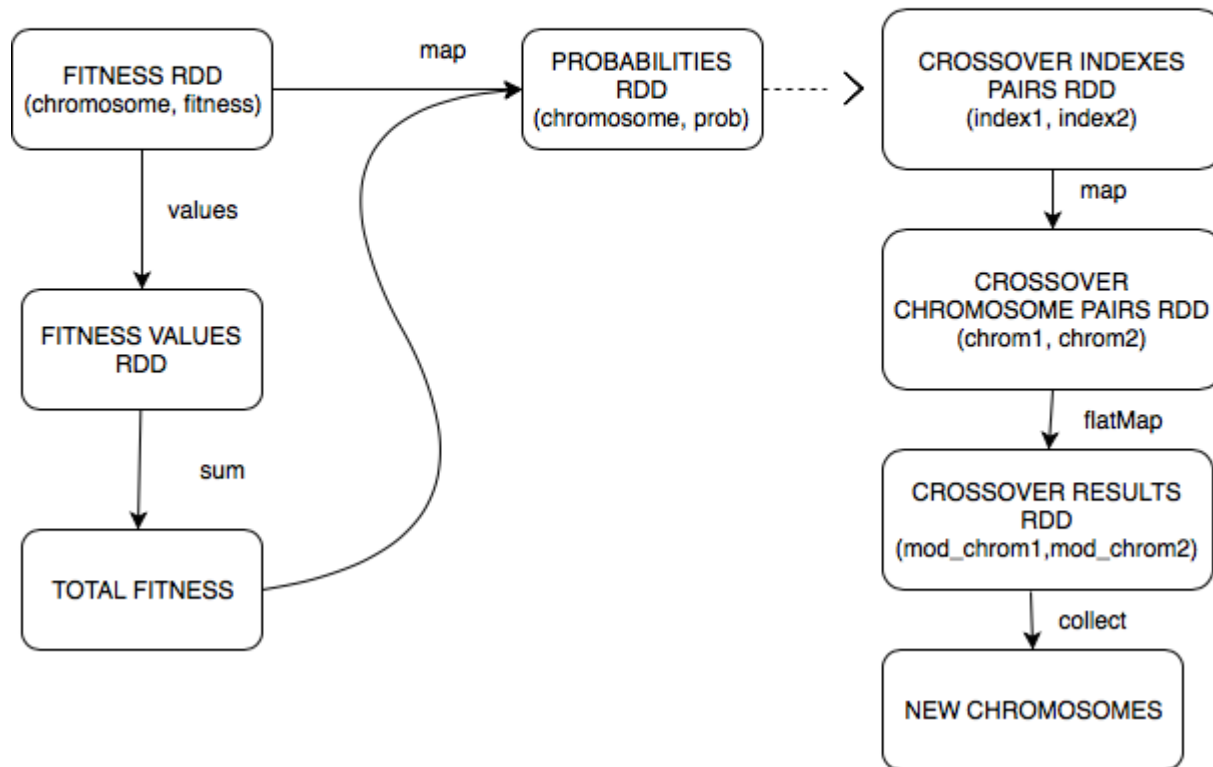 FITNESS RDD
(chromosome, fitness)
map
PROBABILITIES
RDD
(chromosome, prob)
CROSSOVER INDEXES
PAIRS RDD
(index1, index2)
values
map
FITNESS VALUES
RDD
CROSSOVER
CHROMOSOME PAIRS RDD
(chrom1, chrom2)
sum
flatMap
TOTAL FITNESS
CROSSOVER RESULTS
RDD
(mod_chrom1,mod_chrom2)
collect
NEW CHROMOSOMES